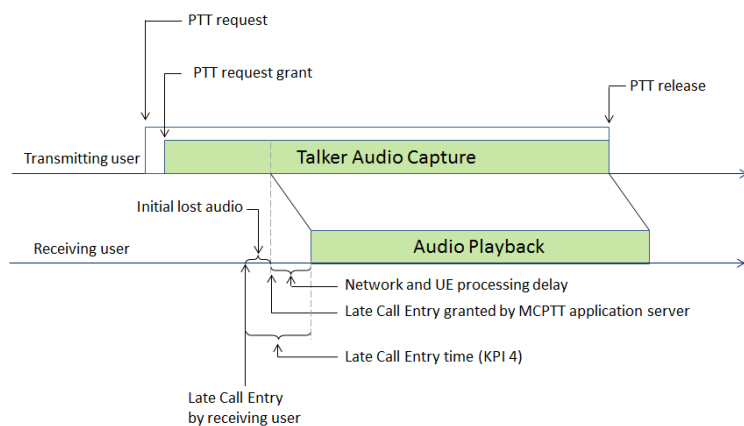 PTT request
PTT request grant
PTT release
Transmitting user
Talker Audio Capture
Initial lost audio
Receiving user
Audio Playback
Network and UE processing delay
Late Call Entry granted by MCPTT application server
Late Call Entry time (KPI 4)
Late Call Entry
by receiving user